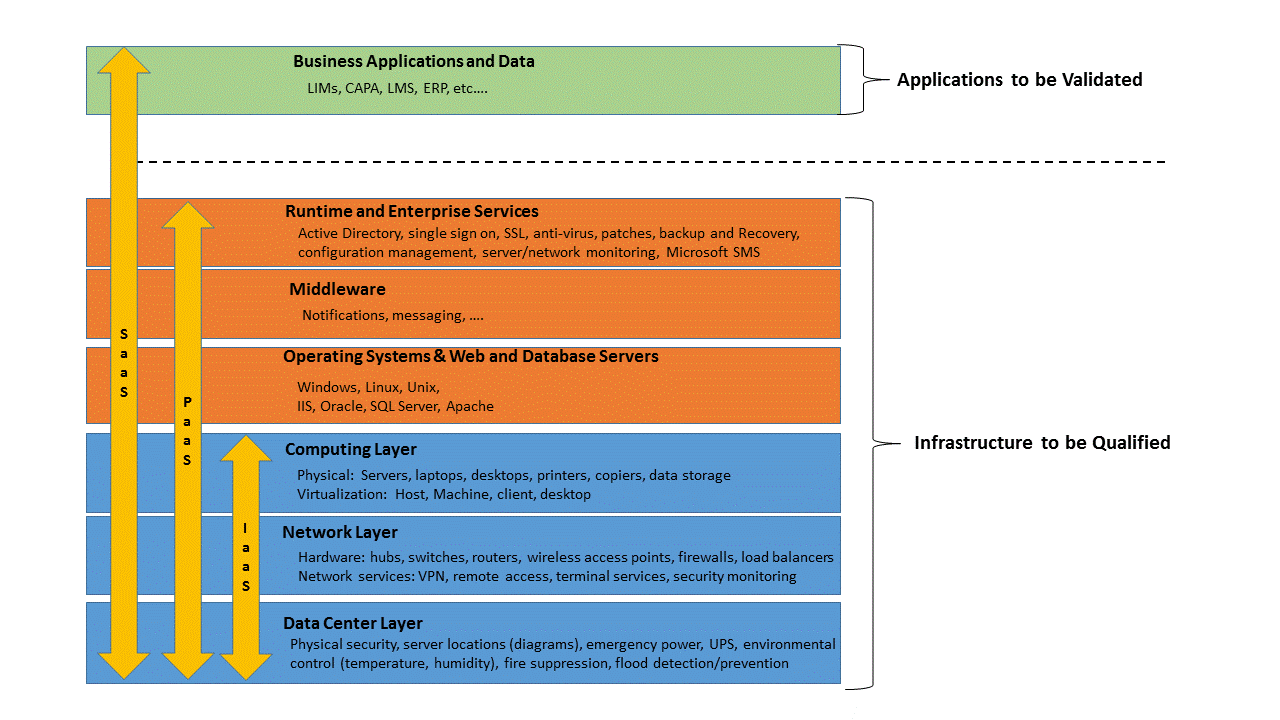 Business Applications and Data
LIMs, CAPA, LMS, ERP, etc....
Applications to be Validated
Runtime and Enterprise Services
Active Directory, single sign on, SSL, anti-virus, patches, backup and Recovery,
configuration management, server/network monitoring, Microsoft SMS
Middleware
Notifications, messaging, ....
Operating Systems & Web and Database Servers
Windows, Linux, Unix,
IIS, Oracle, SQL Server, Apache
Computing Layer
Physical: Servers, laptops, desktops, printers, copiers, data storage
Virtualization: Host, Machine, client, desktop
Network Layer
Hardware: hubs, switches, routers, wireless access points, firewalls, load balancers
Network services: VPN, remote access, terminal services, security monitoring
Data Center Layer
Physical security, server locations (diagrams), emergency power, UPS, environmental
control (temperature, humidity), fire suppression, flood detection/prevention
SaaS
PaaS
IaaS
Infrastructure to be Qualified